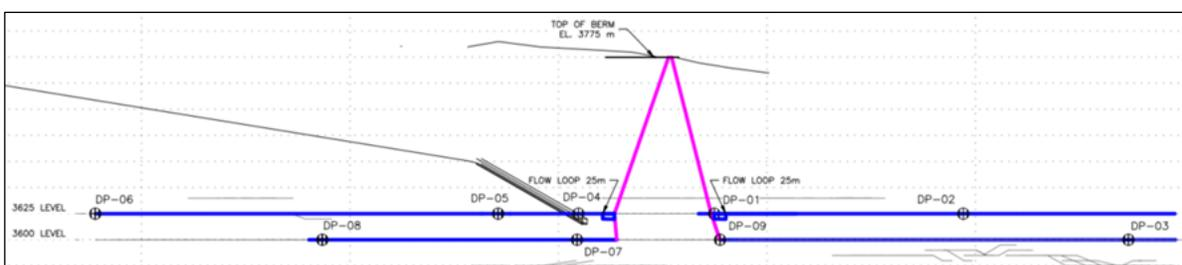 TOP OF BERM
EL. 3775 m
FLOW LOOP 25m
FLOW LOOP 25m
DP-06
DP-05
DP-04
DP-01
DP-02
3625 LEVEL
3600 LEVEL
DP-08
DP-07
DP-09
DP-03